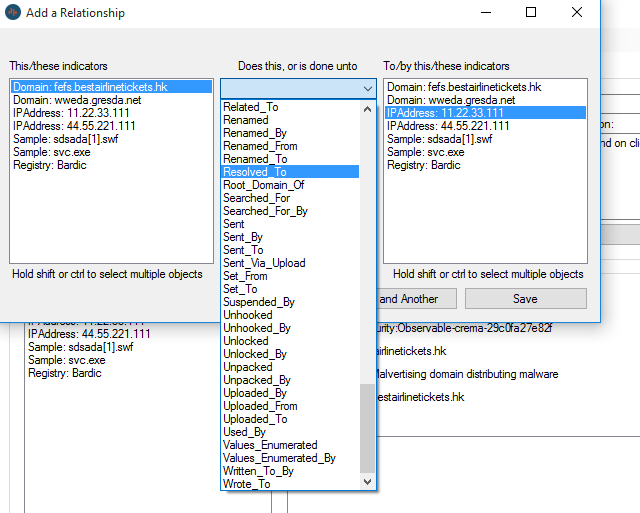 Add a Relationship
This/these indicators
Does this, or is done unto
To/by this/these indicators
Domain: fefs.bestairlinetickets.hk
Domain: wweda.gresda.net
IPAddress: 11.22.33.111
IPAddress: 44.55.221.111
Sample: sdsada[1].swf
Sample: svc.exe
Registry: Bardic
Hold shift or ctrl to select multiple objects
Related_To
Renamed
Renamed_By
Renamed_From
Renamed_To
Resolved_To
Root_Domain_Of
Searched_For
Searched_For_By
Sent
Sent_By
Sent_To
Sent_Via_Upload
Set_From
Set_To
Suspended_By
Unhooked
Unhooked_By
Unlocked
Unlocked_By
Unpacked
Unpacked_By
Uploaded_By
Uploaded_From
Uploaded_To
Used_By
Values_Enumerated
Values_Enumerated_By
Written_To_By
Wrote_To
Domain: fefs.bestairlinetickets.hk
Domain: wweda.gresda.net
IPAddress: 11.22.33.111
IPAddress: 44.55.221.111
Sample: sdsada[1].swf
Sample: svc.exe
Registry: Bardic
Hold shift or ctrl to select multiple objects
and Another
Save
on:
nd on clic
IPAddress: 44.55.221.111
Sample: sdsada[1].swf
Sample: svc.exe
Registry: Bardic
urity:Observable-crema-29c0fa27e82f
airlinetickets.hk
Malvertising domain distributing malware
bestairlinetickets.hk